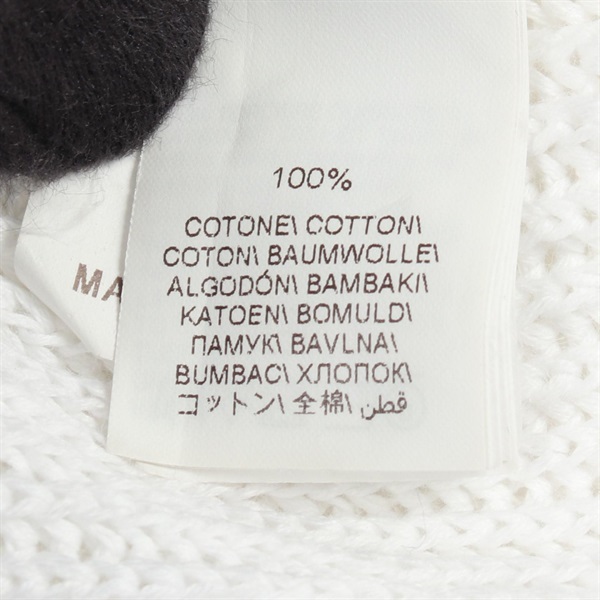 100%
COTONE\ COTTON\
COTON\ BAUMWOLLE\
ALGODÓN\ BAMBAKI\
KATOEN\ BOMULD\
ПАМУК\ BAVLNA\
BUMBAC\ ХЛОПОК\
コットン\ 全棉\ قطن
MA